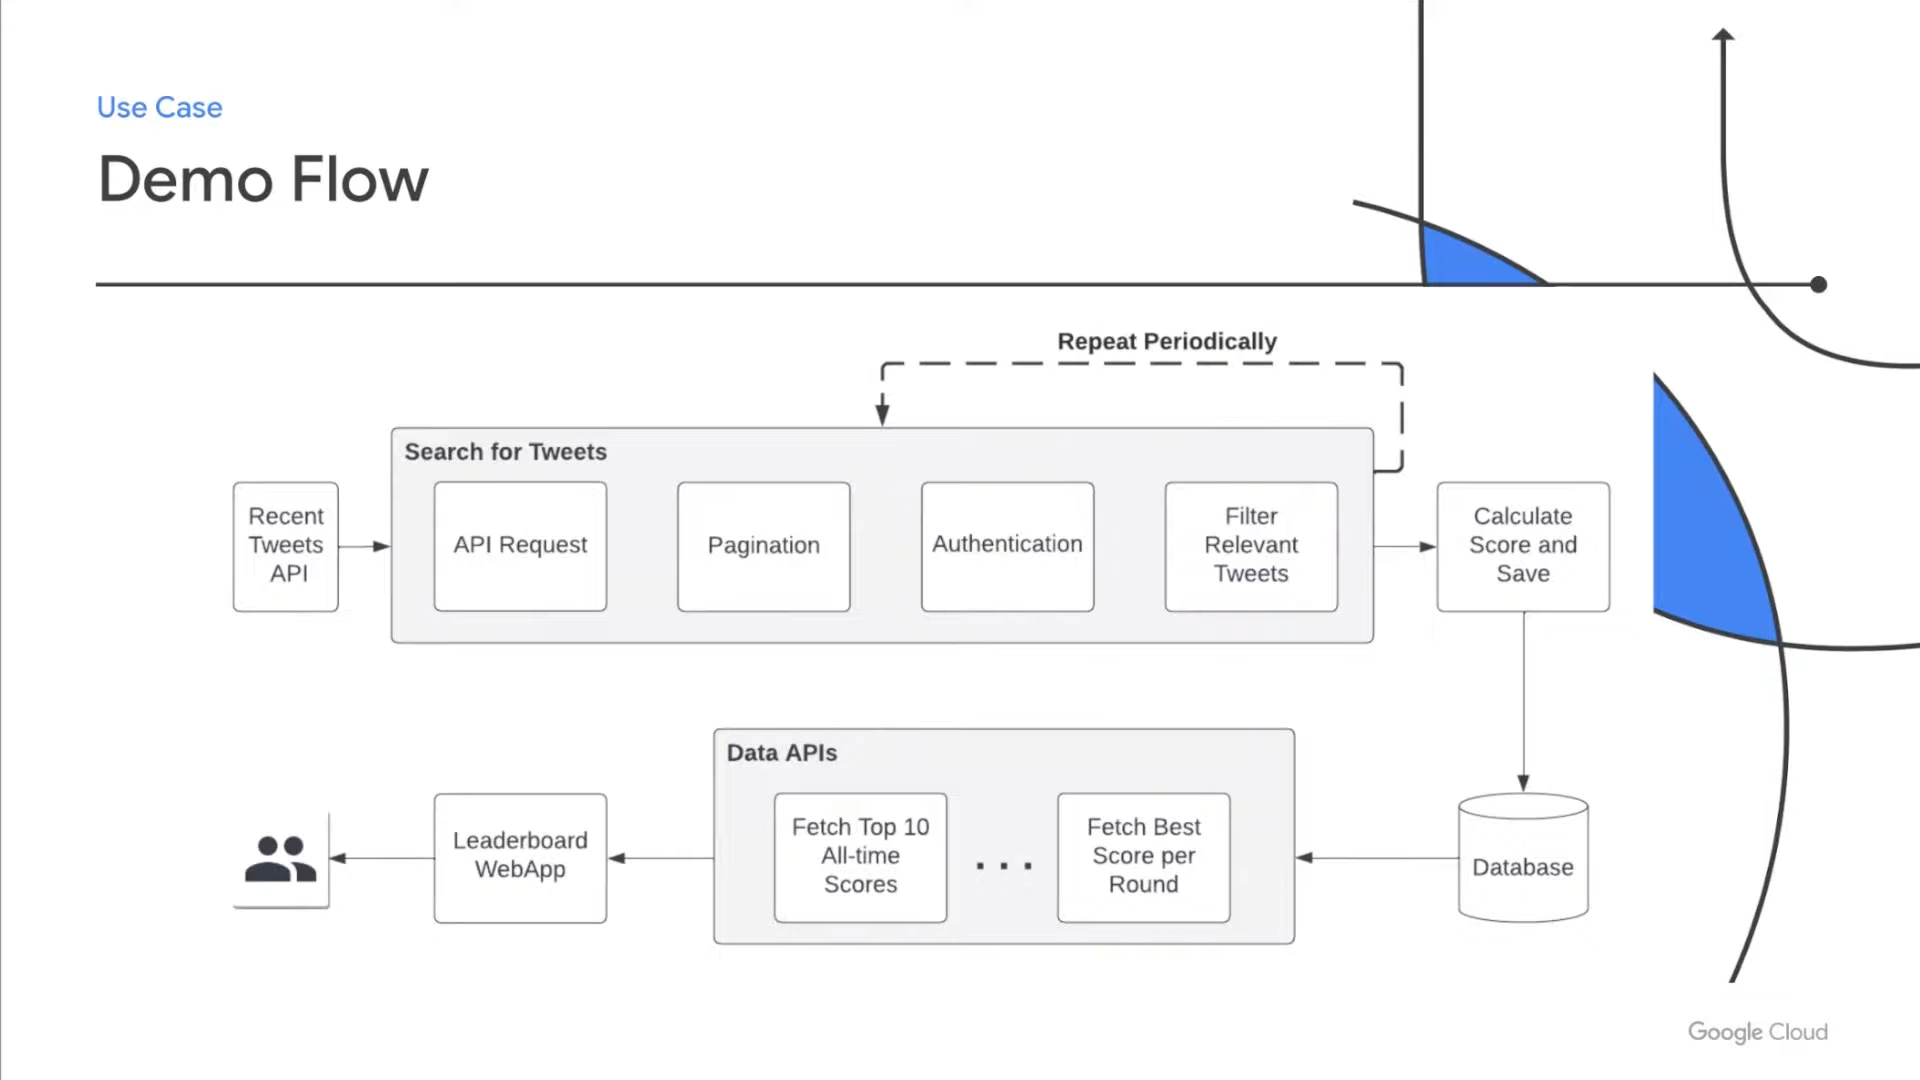 Use Case
Demo Flow
Repeat Periodically
Search for Tweets
Recent
Tweets
API
API Request
Pagination
Authentication
Filter
Relevant
Tweets
Calculate
Score and
Save
Data APIs
Leaderboard
WebApp
Fetch Top 10
All-time
Scores
. . .
Fetch Best
Score per
Round
Database
Google Cloud